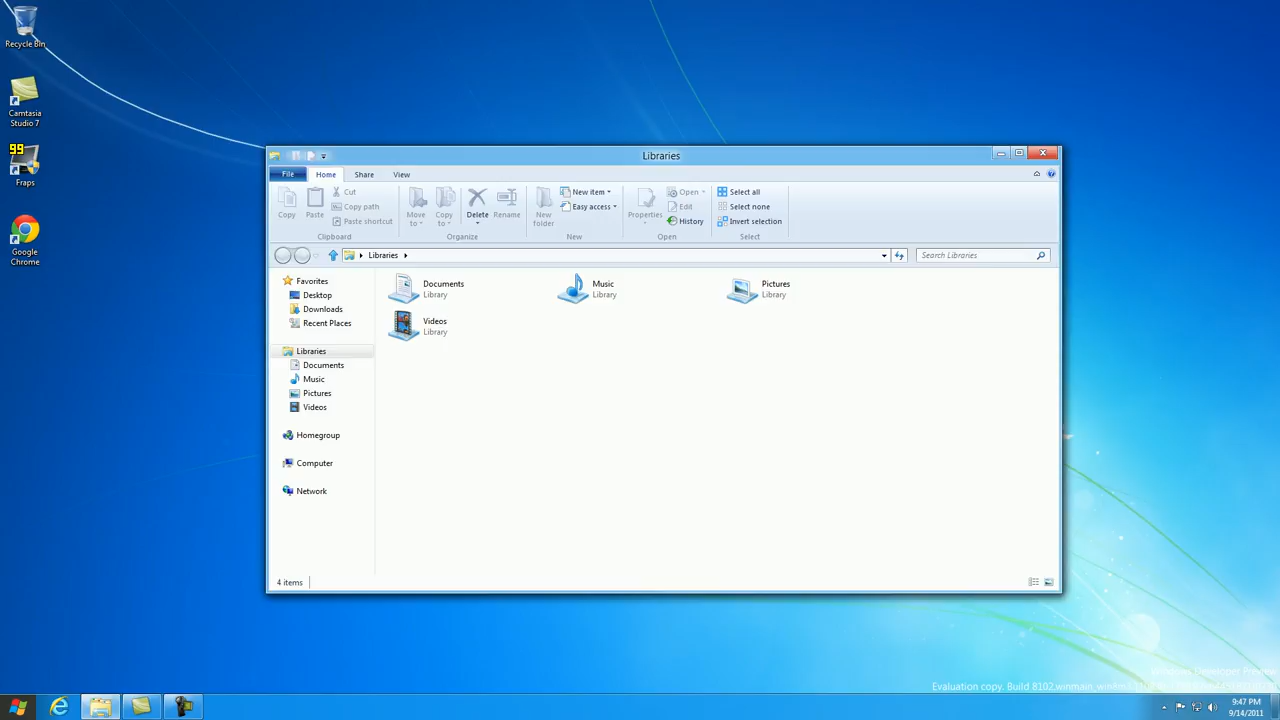 Recycle Bin
Camtasia
Studio 7
99
Fraps
Google
Chrome
Libraries
File Home Share View
Copy
Paste
Cut
Copy path
Paste shortcut
Clipboard
Move
to
Copy
to
Delete
Rename
Organize
New
folder
New item
Easy access
New
Properties
Open
Edit
History
Open
Select all
Select none
Invert selection
Select
Libraries
Search Libraries
Favorites
Desktop
Downloads
Recent Places
Libraries
Documents
Music
Pictures
Videos
Homegroup
Computer
Network
Documents
Library
Music
Library
Pictures
Library
Videos
Library
4 items
Windows Developer Preview
Evaluation copy. Build 8102.
9:47 PM
9/14/2011